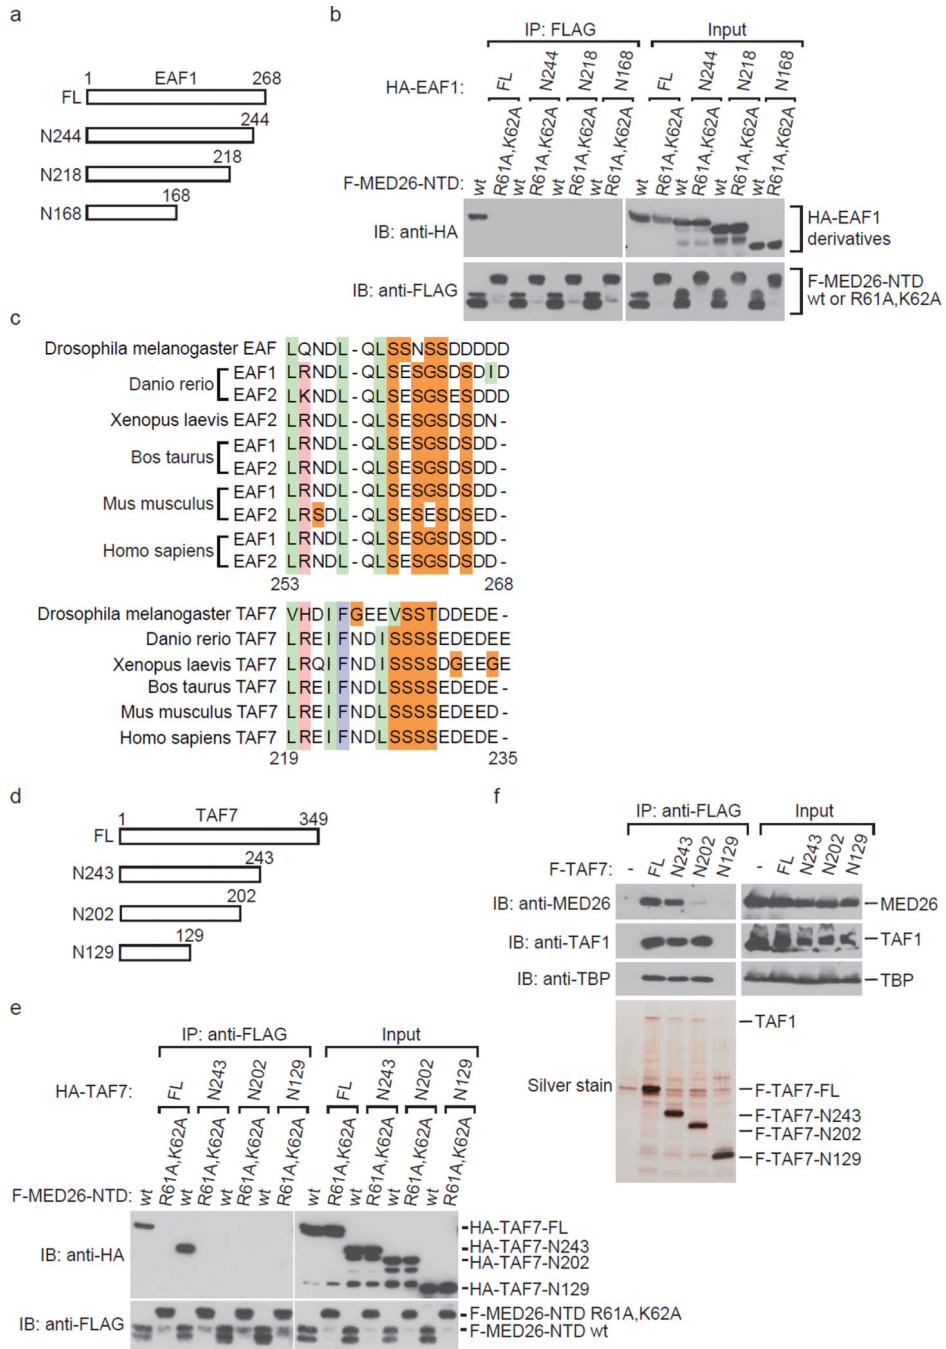 a
1 EAF1 268
FL
244
N244
218
N218
168
N168
b
IP: FLAG Input
HA-EAF1: FL N244 N218 N168 FL N244 N218 N168
F-MED26-NTD: wt R61A,K62A wt R61A,K62A wt R61A,K62A wt R61A,K62A wt R61A,K62A wt R61A,K62A wt R61A,K62A wt R61A,K62A
IB: anti-HA
HA-EAF1
derivatives
IB: anti-FLAG
F-MED26-NTD
wt or R61A,K62A
c
Drosophila melanogaster EAF LQNDL-QLSSNSSDDDDD
Danio rerio
EAF1 LRNDL-QLSESGSDSDID
EAF2 LKNDL-QLSESGSESDDD
Xenopus laevis EAF2 LRNDL-QLSESGSDSDN-
Bos taurus
EAF1 LRNDL-QLSESGSDSDD-
EAF2 LRNDL-QLSESGSDSDD-
Mus musculus
EAF1 LRNDL-QLSESGSDSDD-
EAF2 LRSDL-QLSESESDSED-
Homo sapiens
EAF1 LRNDL-QLSESGSDSDD-
EAF2 LRNDL-QLSESGSDSDD-
253 268
Drosophila melanogaster TAF7 VHDIFGEEVSSTDDEDE-
Danio rerio TAF7 LREIFNDISSSSEDEDEE
Xenopus laevis TAF7 LRQIFNDISSSSDGEEGE
Bos taurus TAF7 LREIFNDLSSSSEDEDE-
Mus musculus TAF7 LREIFNDLSSSSEDEED-
Homo sapiens TAF7 LREIFNDLSSSSEDEDE-
219 235
d
1 TAF7 349
FL
243
N243
202
N202
129
N129
e
IP: anti-FLAG Input
HA-TAF7: FL N243 N202 N129 FL N243 N202 N129
F-MED26-NTD: wt R61A,K62A wt R61A,K62A wt R61A,K62A wt R61A,K62A wt R61A,K62A wt R61A,K62A wt R61A,K62A wt R61A,K62A
IB: anti-HA
HA-TAF7-FL
HA-TAF7-N243
HA-TAF7-N202
HA-TAF7-N129
IB: anti-FLAG
F-MED26-NTD R61A,K62A
F-MED26-NTD wt
f
IP: anti-FLAG Input
F-TAF7: - FL N243 N202 N129 - FL N243 N202 N129
IB: anti-MED26 MED26
IB: anti-TAF1 TAF1
IB: anti-TBP TBP
TAF1
Silver stain
F-TAF7-FL
F-TAF7-N243
F-TAF7-N202
F-TAF7-N129